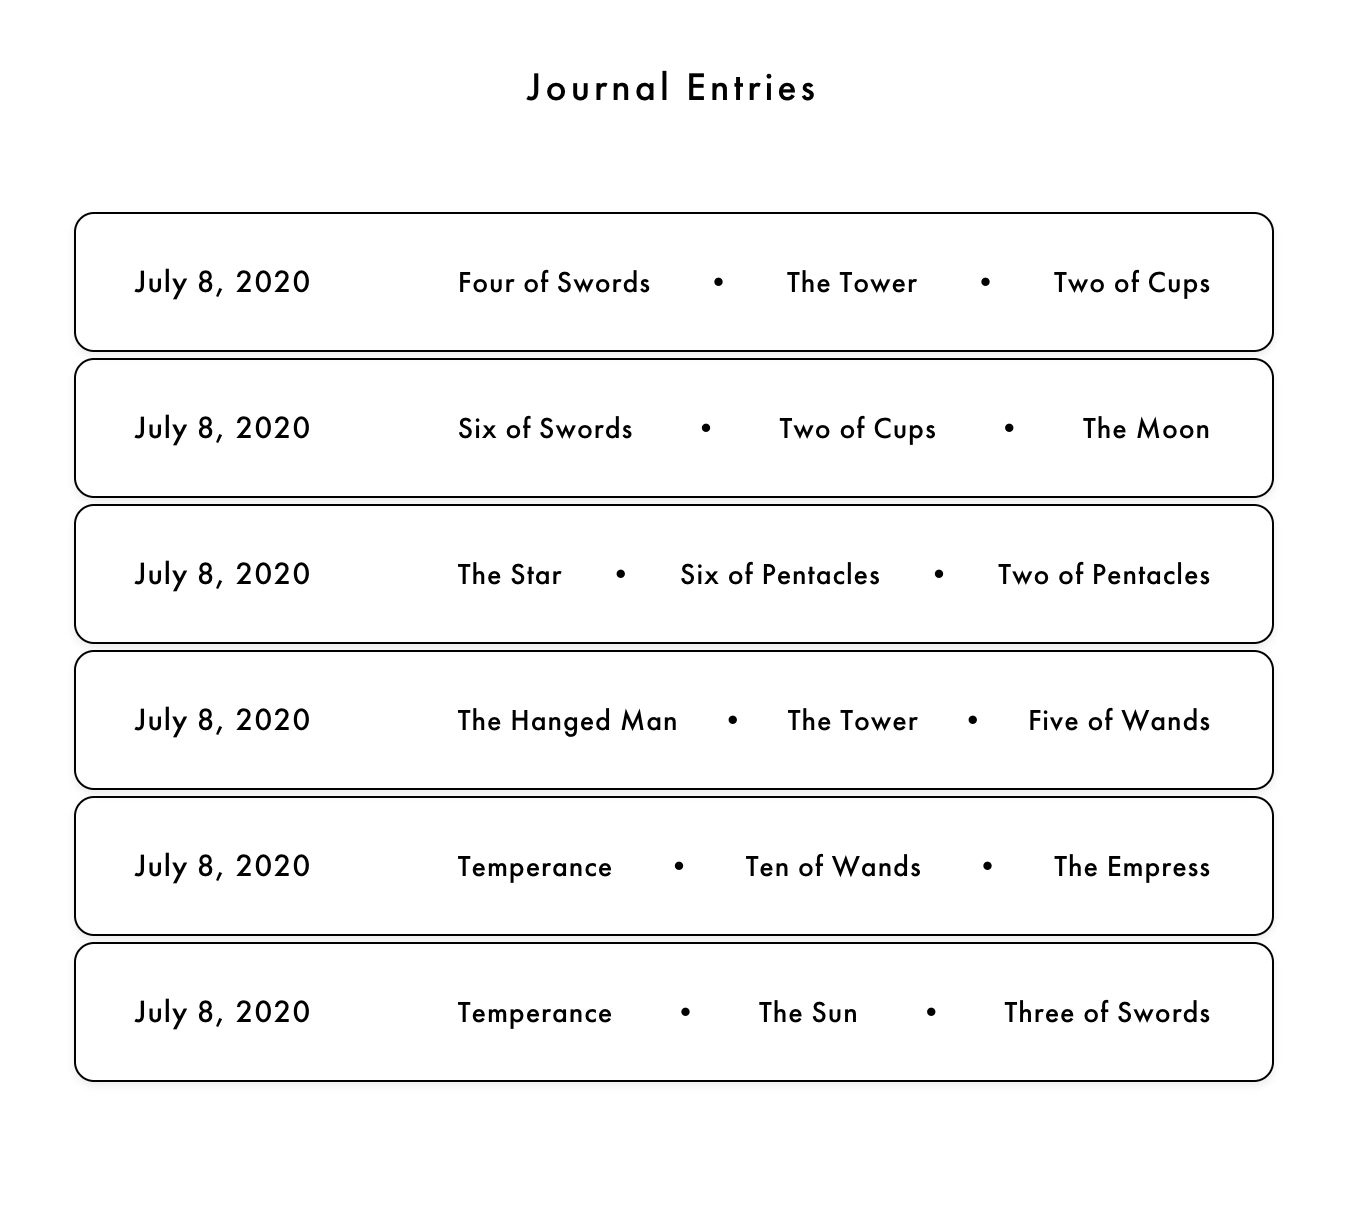 Journal Entries
July 8, 2020 Four of Swords • The Tower • Two of Cups
July 8, 2020 Six of Swords • Two of Cups • The Moon
July 8, 2020 The Star • Six of Pentacles • Two of Pentacles
July 8, 2020 The Hanged Man • The Tower • Five of Wands
July 8, 2020 Temperance • Ten of Wands • The Empress
July 8, 2020 Temperance • The Sun • Three of Swords